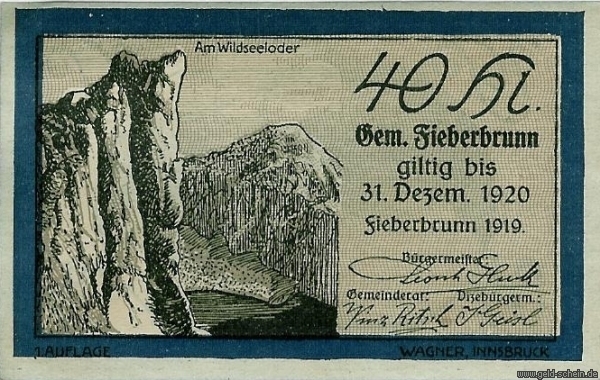 Am Wildseeloder
40 Hl.
Gem. Fieberbrunn
giltig bis
31. Dezem. 1920
Fieberbrunn 1919.
Bürgermeister:
Gemeinderat: Vizebürgerm.:
1. AUFLAGE WAGNER, INNSBRUCK
www.geld-schein.de